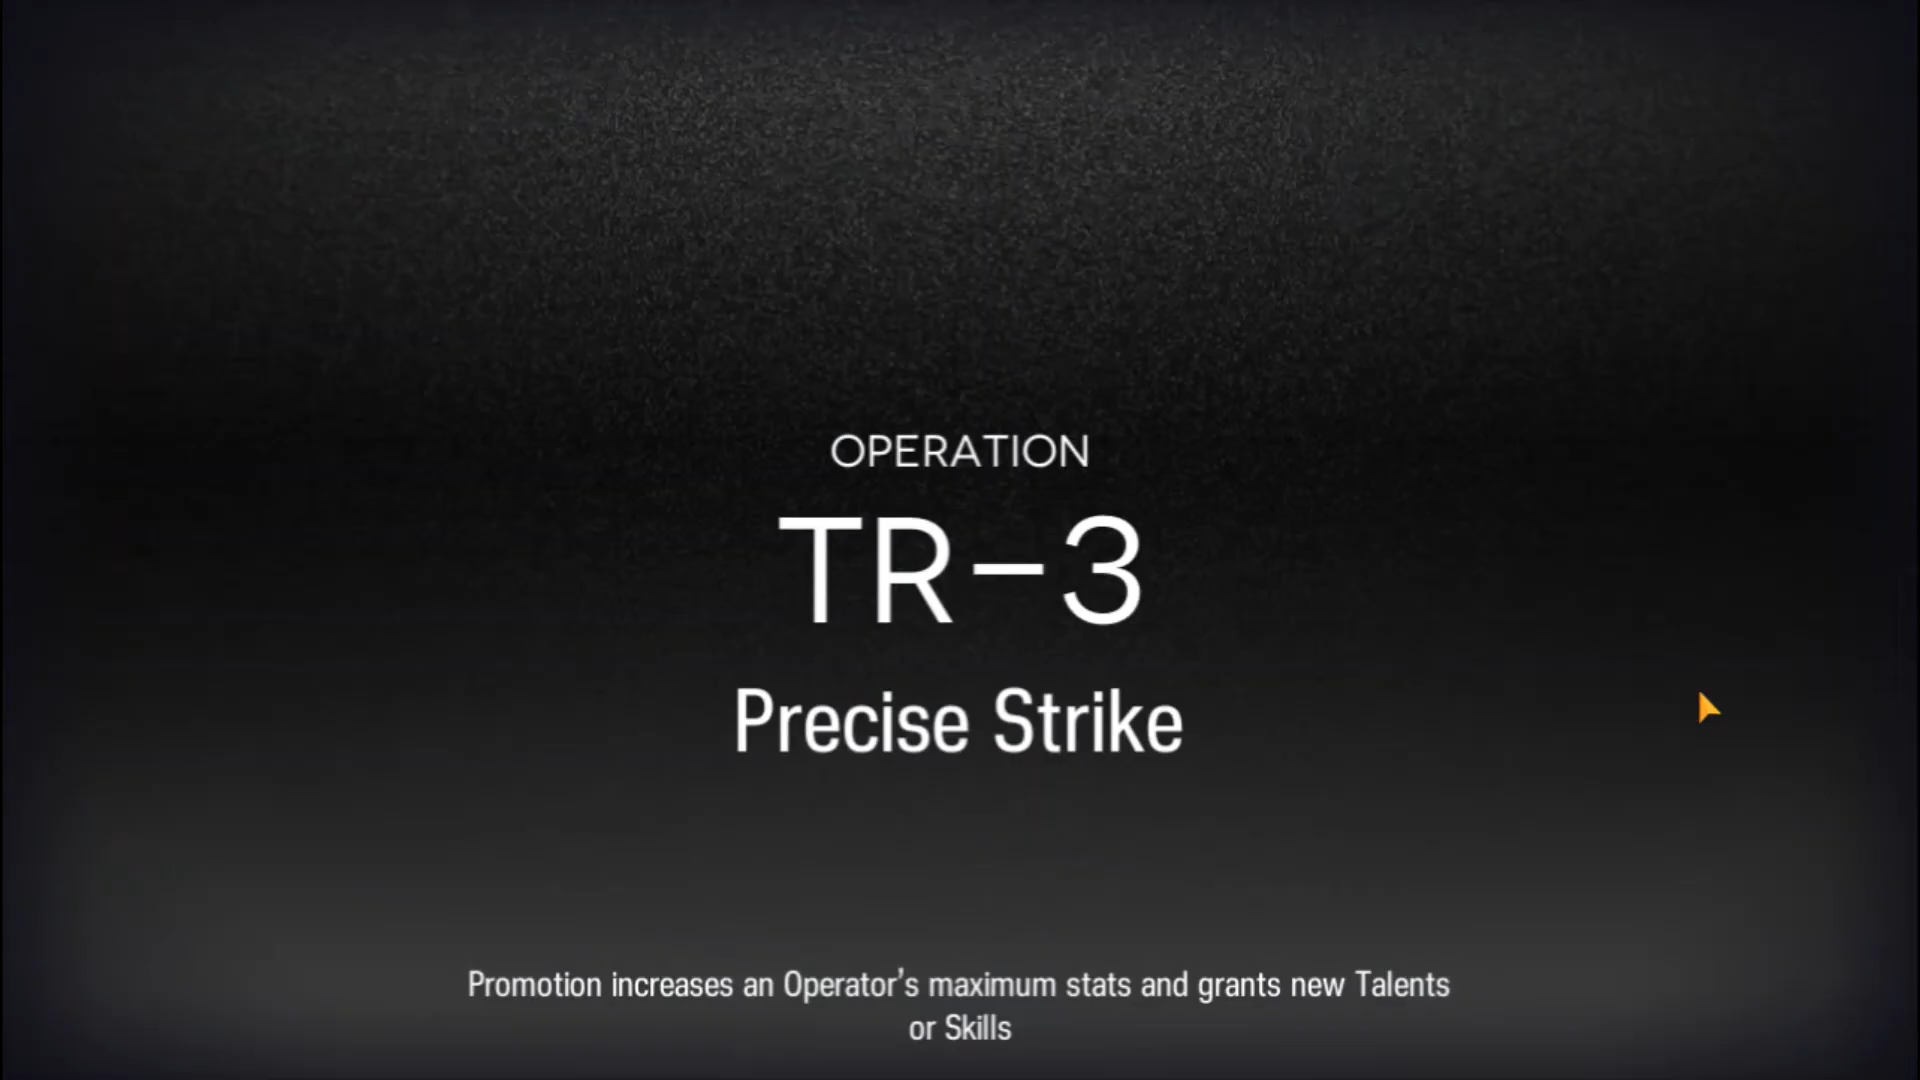 OPERATION
TR-3
Precise Strike
Promotion increases an Operator's maximum stats and grants new Talents
or Skills